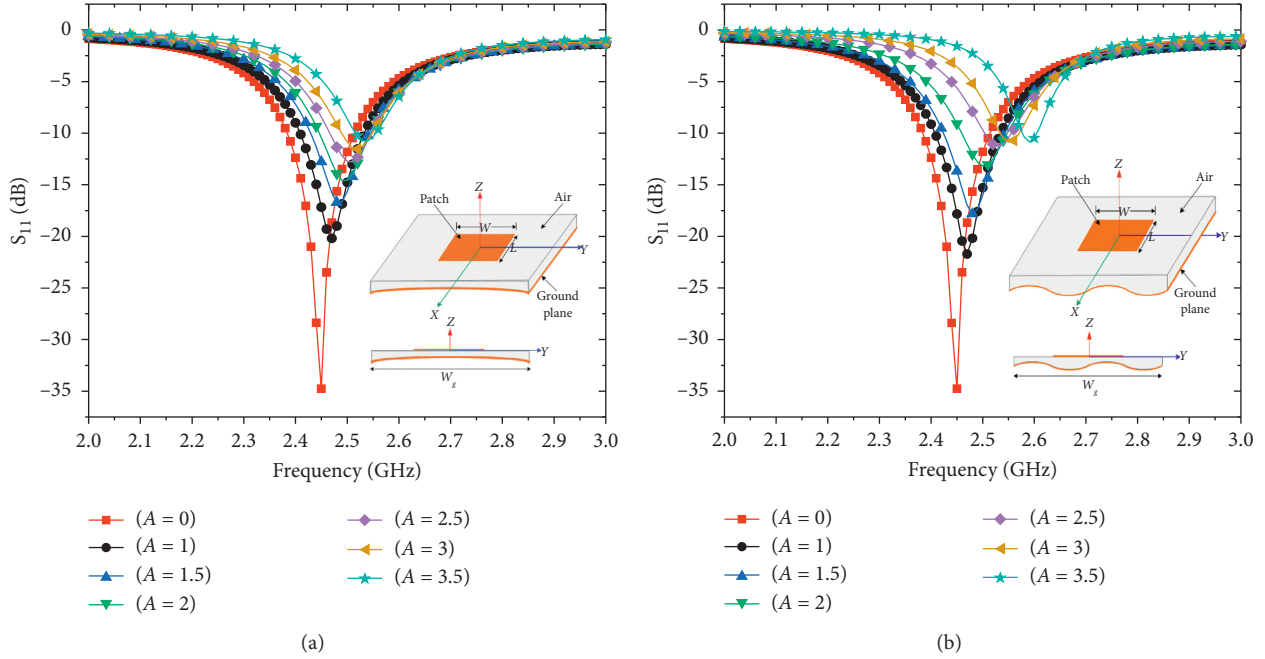 0
−5
−10
−15
−20
−25
−30
−35
S11 (dB)
2.0 2.1 2.2 2.3 2.4 2.5 2.6 2.7 2.8 2.9 3.0
Frequency (GHz)
Patch
Z
Air
W
L
Y
X
Ground
plane
Z
Y
Wg
(A = 0)
(A = 1)
(A = 1.5)
(A = 2)
(A = 2.5)
(A = 3)
(A = 3.5)
(a)
0
−5
−10
−15
−20
−25
−30
−35
S11 (dB)
2.0 2.1 2.2 2.3 2.4 2.5 2.6 2.7 2.8 2.9 3.0
Frequency (GHz)
Patch
Z
Air
W
L
Y
X
Ground
plane
Z
Y
Wg
(A = 0)
(A = 1)
(A = 1.5)
(A = 2)
(A = 2.5)
(A = 3)
(A = 3.5)
(b)